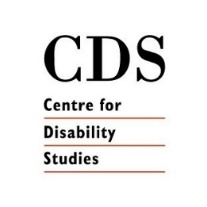 CDS
Centre for
Disability
Studies